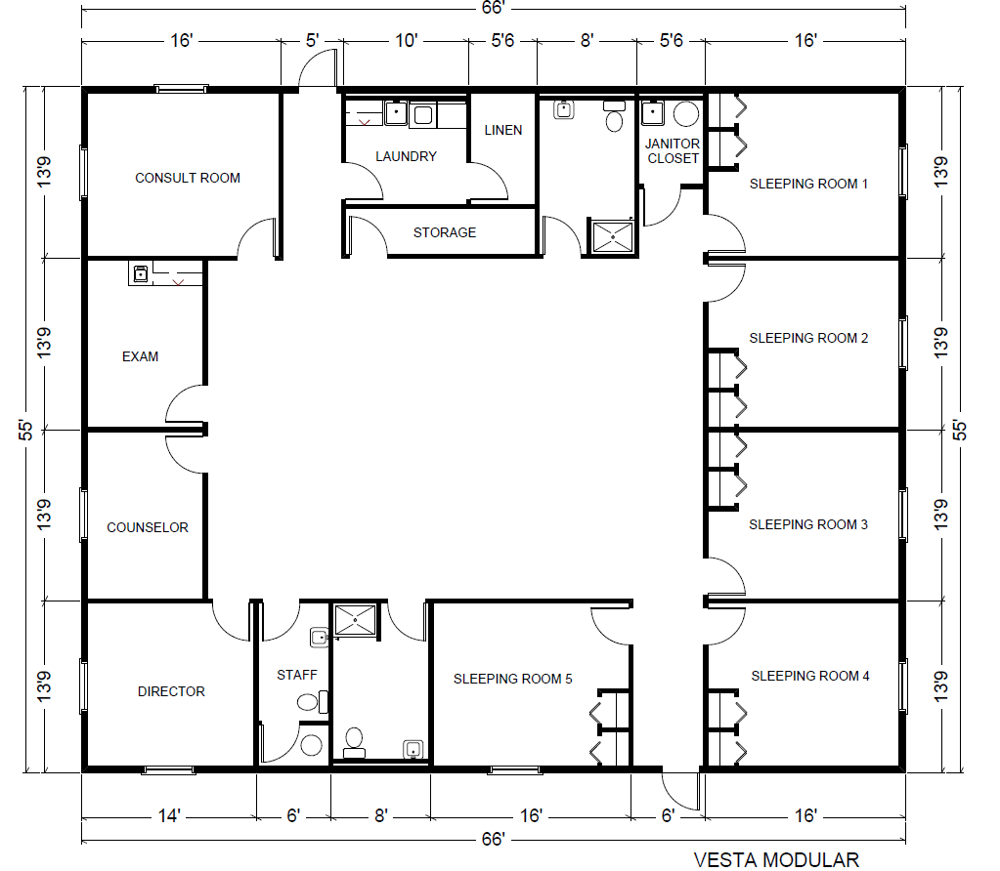 66'
16' 5' 10' 5'6 8' 5'6 16'
LINEN
LAUNDRY
JANITOR
CLOSET
CONSULT ROOM
SLEEPING ROOM 1
13'9
13'9
STORAGE
SLEEPING ROOM 2
13'9
13'9
EXAM
55'
55'
13'9
13'9
COUNSELOR
SLEEPING ROOM 3
STAFF
SLEEPING ROOM 5
SLEEPING ROOM 4
13'9
13'9
DIRECTOR
14' 6' 8' 16' 6' 16'
66'
VESTA MODULAR